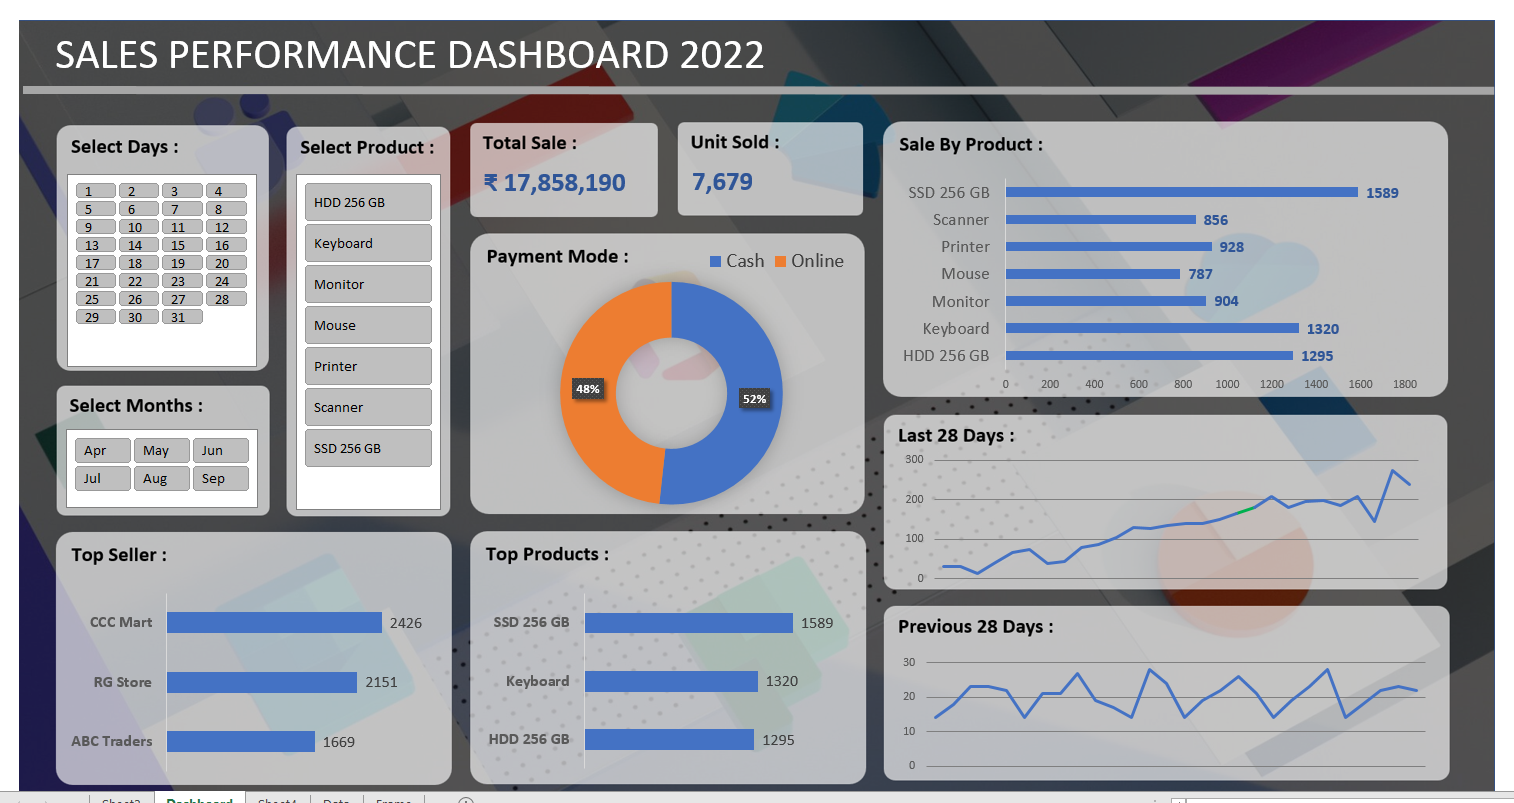 SALES PERFORMANCE DASHBOARD 2022
Select Days :
1 2 3 4
5 6 7 8
9 10 11 12
13 14 15 16
17 18 19 20
21 22 23 24
25 26 27 28
29 30 31
Select Months :
Apr May Jun
Jul Aug Sep
Select Product :
HDD 256 GB
Keyboard
Monitor
Mouse
Printer
Scanner
SSD 256 GB
Total Sale :
₹ 17,858,190
Unit Sold :
7,679
Payment Mode :
Cash Online
48%
52%
Sale By Product :
SSD 256 GB 1589
Scanner 856
Printer 928
Mouse 787
Monitor 904
Keyboard 1320
HDD 256 GB 1295
0 200 400 600 800 1000 1200 1400 1600 1800
Last 28 Days :
300
200
100
0
Previous 28 Days :
30
20
10
0
Top Seller :
CCC Mart 2426
RG Store 2151
ABC Traders 1669
Top Products :
SSD 256 GB 1589
Keyboard 1320
HDD 256 GB 1295
Dashboard